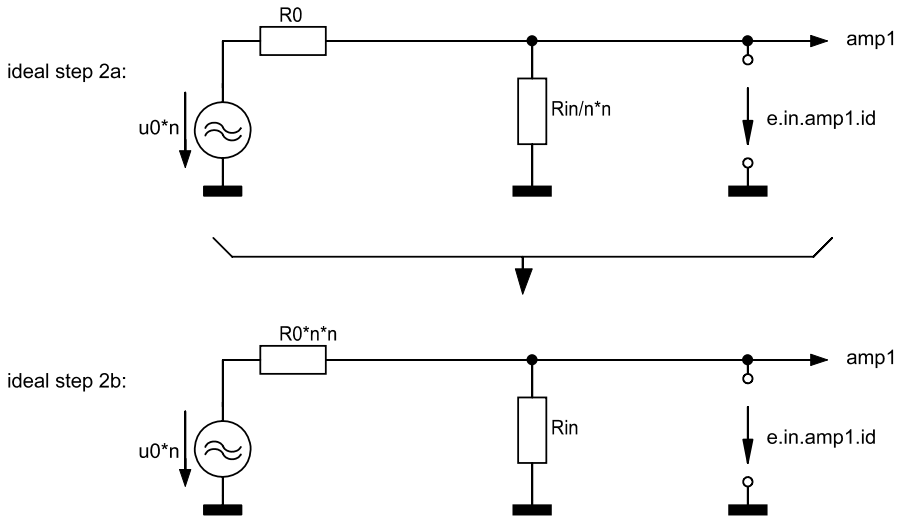 R0
amp1
ideal step 2a:
u0*n
Rin/n*n
e.in.amp1.id
R0*n*n
amp1
ideal step 2b:
u0*n
Rin
e.in.amp1.id